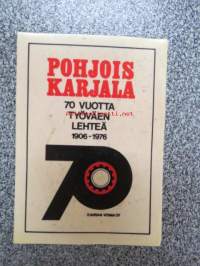 POHJOIS
KARJALA
70 VUOTTA
TYÖVÄEN
LEHTEÄ
1906-1976
70